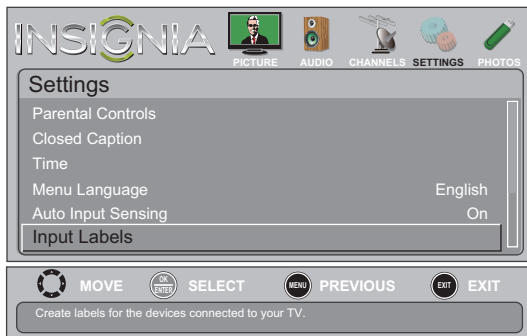 INSIGNIA
PICTURE AUDIO CHANNELS SETTINGS PHOTOS
Settings
Parental Controls
Closed Caption
Time
Menu Language English
Auto Input Sensing On
Input Labels
MOVE OK ENTER SELECT MENU PREVIOUS EXIT EXIT
Create labels for the devices connected to your TV.